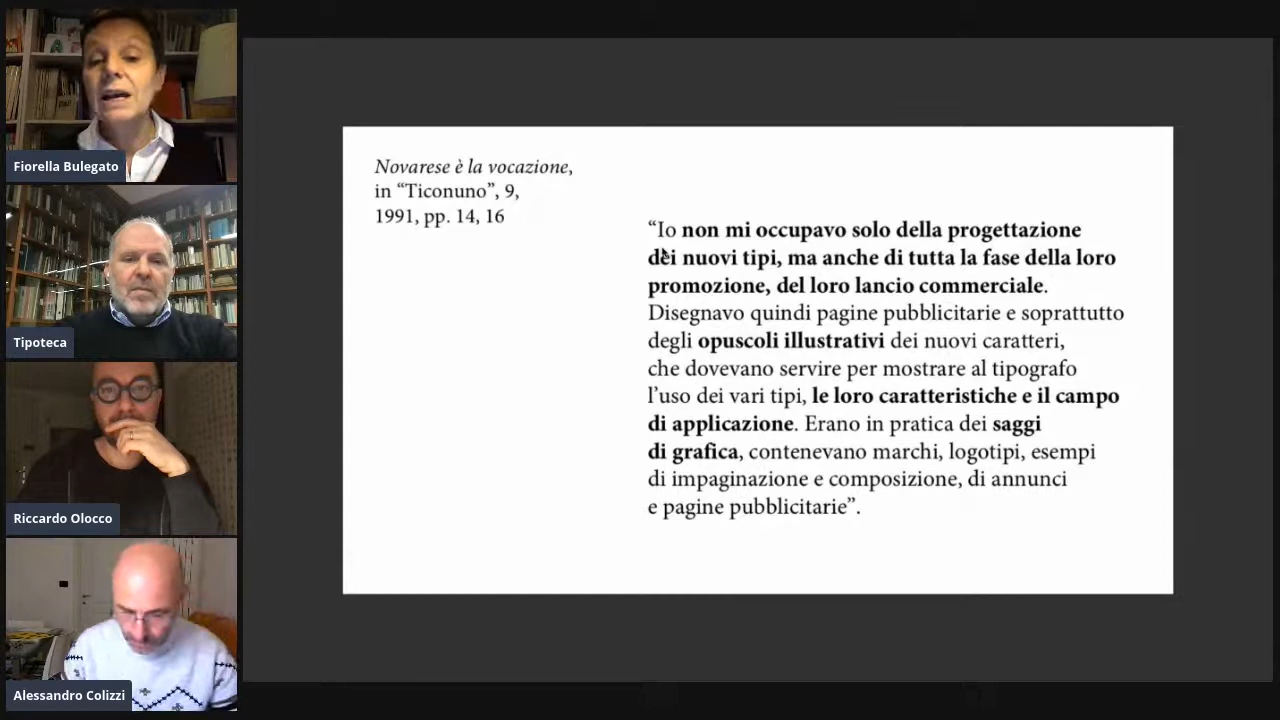 Fiorella Bulegato
Tipoteca
Riccardo Olocco
Alessandro Colizzi
Novarese è la vocazione,
in “Ticonuno”, 9,
1991, pp. 14, 16
“Io non mi occupavo solo della progettazione
dei nuovi tipi, ma anche di tutta la fase della loro
promozione, del loro lancio commerciale.
Disegnavo quindi pagine pubblicitarie e soprattutto
degli opuscoli illustrativi dei nuovi caratteri,
che dovevano servire per mostrare al tipografo
l’uso dei vari tipi, le loro caratteristiche e il campo
di applicazione. Erano in pratica dei saggi
di grafica, contenevano marchi, logotipi, esempi
di impaginazione e composizione, di annunci
e pagine pubblicitarie”.